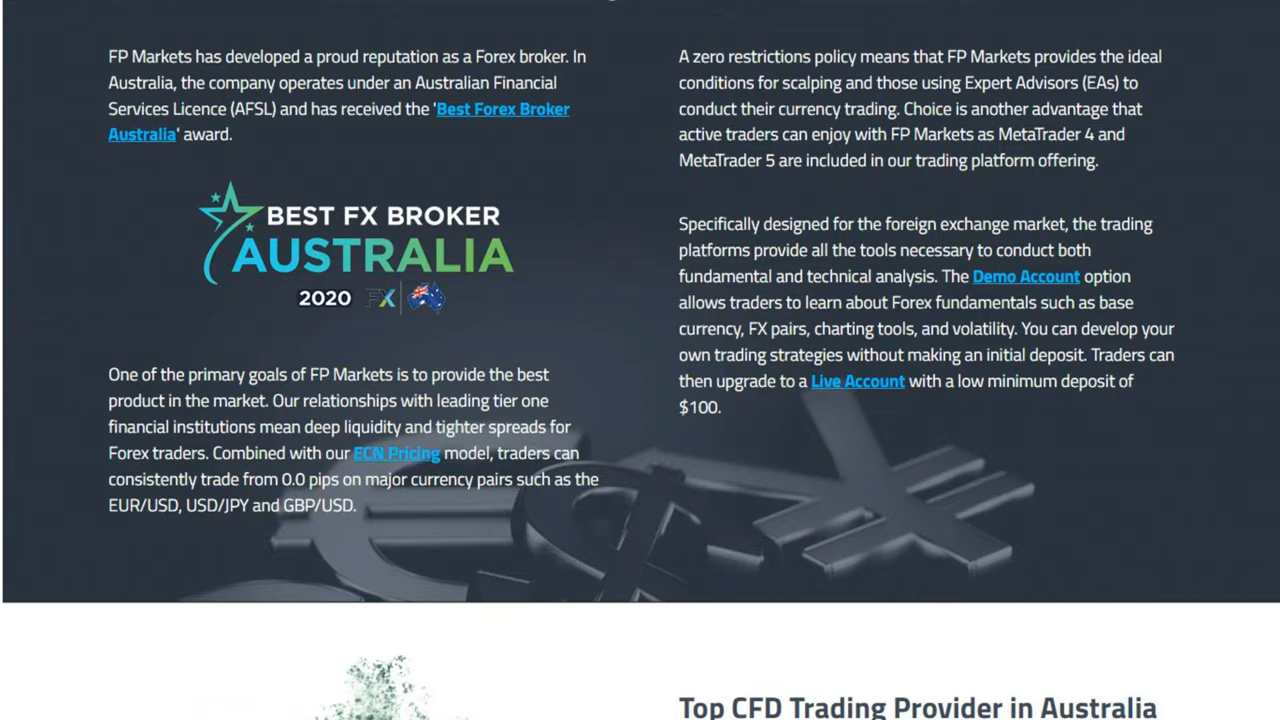 FP Markets has developed a proud reputation as a Forex broker. In
Australia, the company operates under an Australian Financial
Services Licence (AFSL) and has received the 'Best Forex Broker
Australia' award.
BEST FX BROKER
AUSTRALIA
2020 FX
One of the primary goals of FP Markets is to provide the best
product in the market. Our relationships with leading tier one
financial institutions mean deep liquidity and tighter spreads for
Forex traders. Combined with our ECN Pricing model, traders can
consistently trade from 0.0 pips on major currency pairs such as the
EUR/USD, USD/JPY and GBP/USD.
A zero restrictions policy means that FP Markets provides the ideal
conditions for scalping and those using Expert Advisors (EAs) to
conduct their currency trading. Choice is another advantage that
active traders can enjoy with FP Markets as MetaTrader 4 and
MetaTrader 5 are included in our trading platform offering.
Specifically designed for the foreign exchange market, the trading
platforms provide all the tools necessary to conduct both
fundamental and technical analysis. The Demo Account option
allows traders to learn about Forex fundamentals such as base
currency, FX pairs, charting tools, and volatility. You can develop your
own trading strategies without making an initial deposit. Traders can
then upgrade to a Live Account with a low minimum deposit of
$100.
Top CFD Trading Provider in Australia